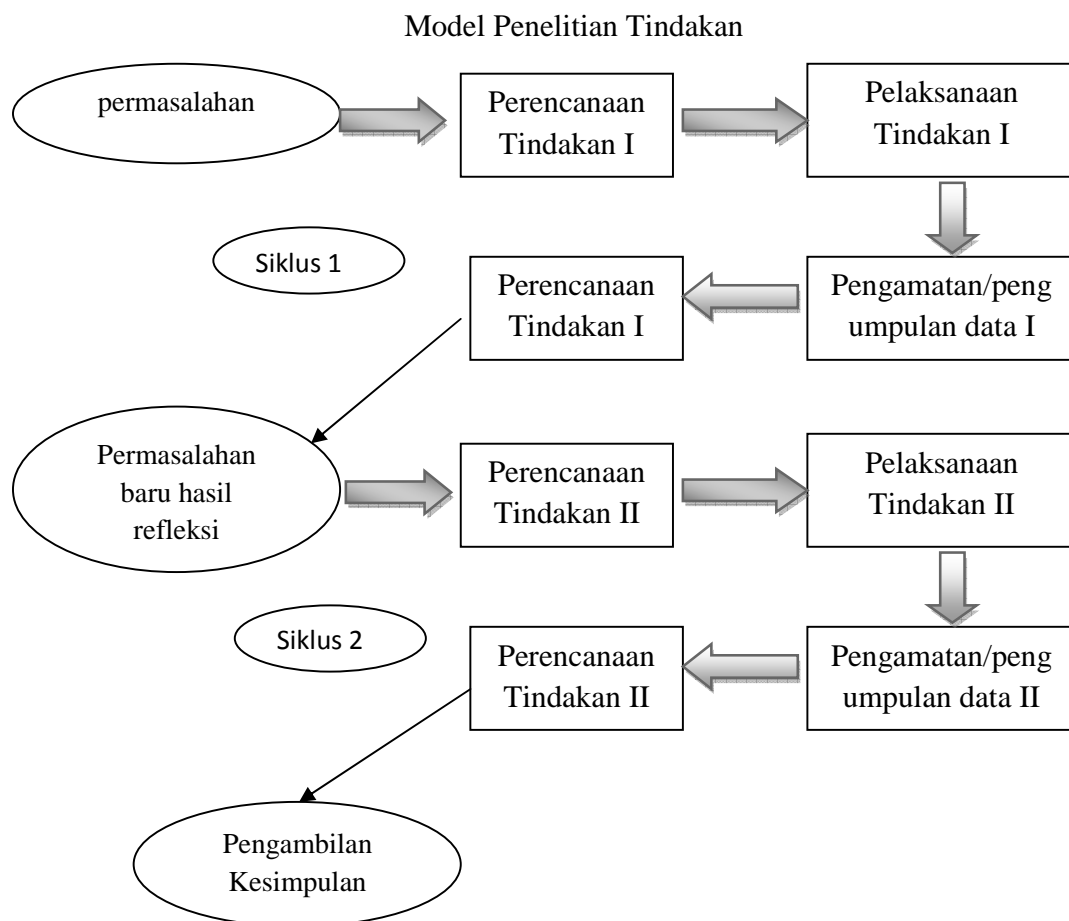 Model Penelitian Tindakan
permasalahan
Perencanaan
Tindakan I
Pelaksanaan
Tindakan I
Siklus 1
Perencanaan
Tindakan I
Pengamatan/peng
umpulan data I
Permasalahan
baru hasil
refleksi
Perencanaan
Tindakan II
Pelaksanaan
Tindakan II
Siklus 2
Perencanaan
Tindakan II
Pengamatan/peng
umpulan data II
Pengambilan
Kesimpulan